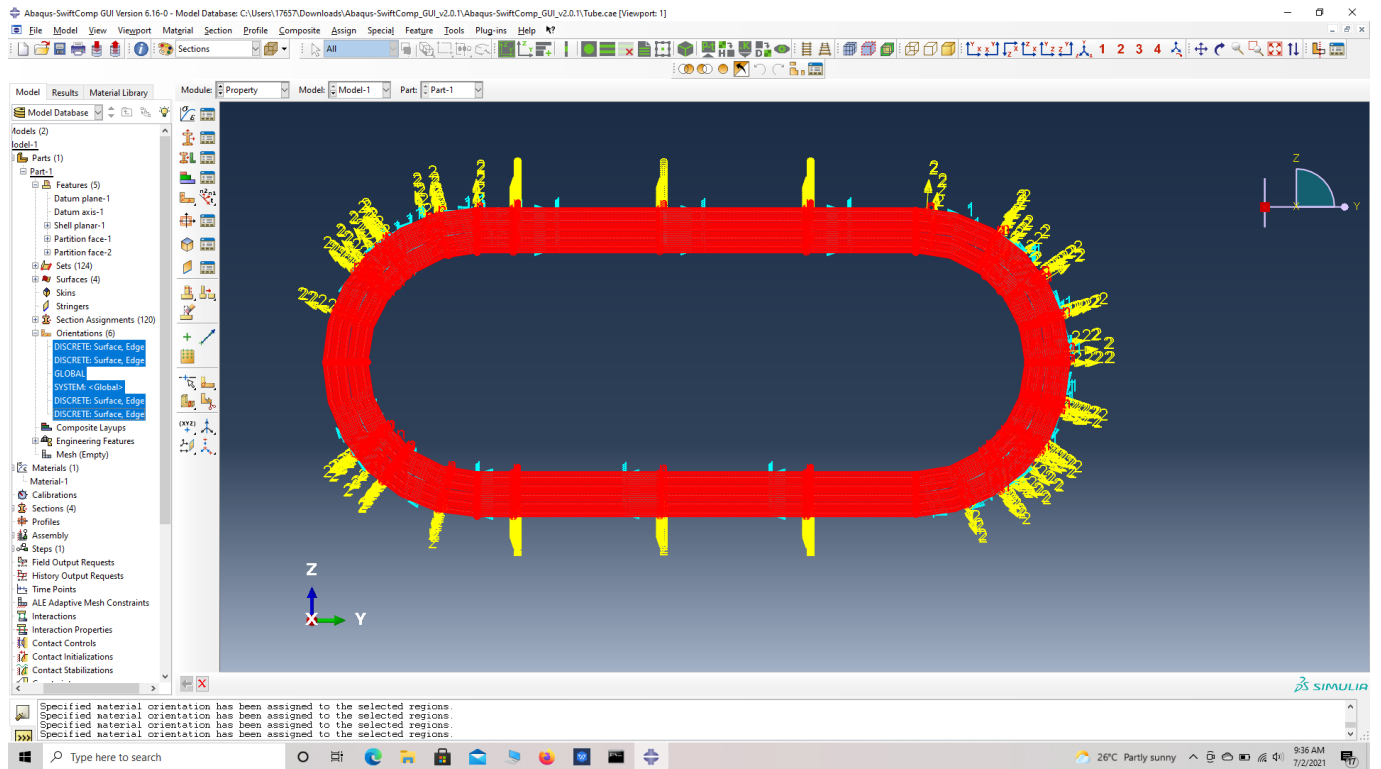 Abaqus-SwiftComp GUI Version 6.16-0 - Model Database: C:\Users\17657\Downloads\Abaqus-SwiftComp_GUI_v2.0.1\Abaqus-SwiftComp_GUI_v2.0.1\Tube.cae [Viewport: 1]
File Model View Viewport Material Section Profile Composite Assign Special Feature Tools Plug-ins Help
Sections All 1 2 3 4
Model Results Material Library Module: Property Model: Model-1 Part: Part-1
Model Database
Models (2)
Model-1
Parts (1)
Part-1
Features (5)
Datum plane-1
Datum axis-1
Shell planar-1
Partition face-1
Partition face-2
Sets (124)
Surfaces (4)
Skins
Stringers
Section Assignments (120)
Orientations (6)
DISCRETE: Surface, Edge
DISCRETE: Surface, Edge
GLOBAL
SYSTEM: <Global>
DISCRETE: Surface, Edge
DISCRETE: Surface, Edge
Composite Layups
Engineering Features
Mesh (Empty)
Materials (1)
Material-1
Calibrations
Sections (4)
Profiles
Assembly
Steps (1)
Field Output Requests
History Output Requests
Time Points
ALE Adaptive Mesh Constraints
Interactions
Interaction Properties
Contact Controls
Contact Initializations
Contact Stabilizations
Z
Y
X
Z
Y
X
SIMULIA
Specified material orientation has been assigned to the selected regions.
Specified material orientation has been assigned to the selected regions.
Specified material orientation has been assigned to the selected regions.
Specified material orientation has been assigned to the selected regions.
Type here to search
26°C Partly sunny
9:36 AM
7/2/2021
17